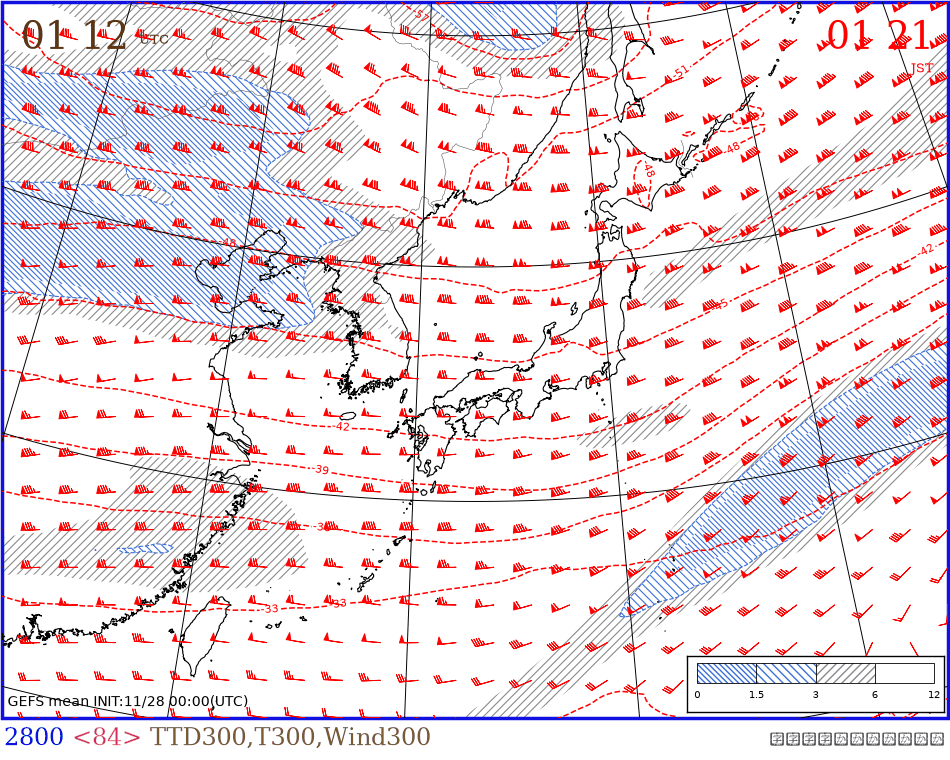 01 12 UTC
01 21 JST
-57
-51
-48
-48
-48
-42
-45
-42
-39
-33
-33
0 1.5 3 6 12
GEFS mean INIT:11/28 00:00(UTC)
2800 <84> TTD300,T300,Wind300